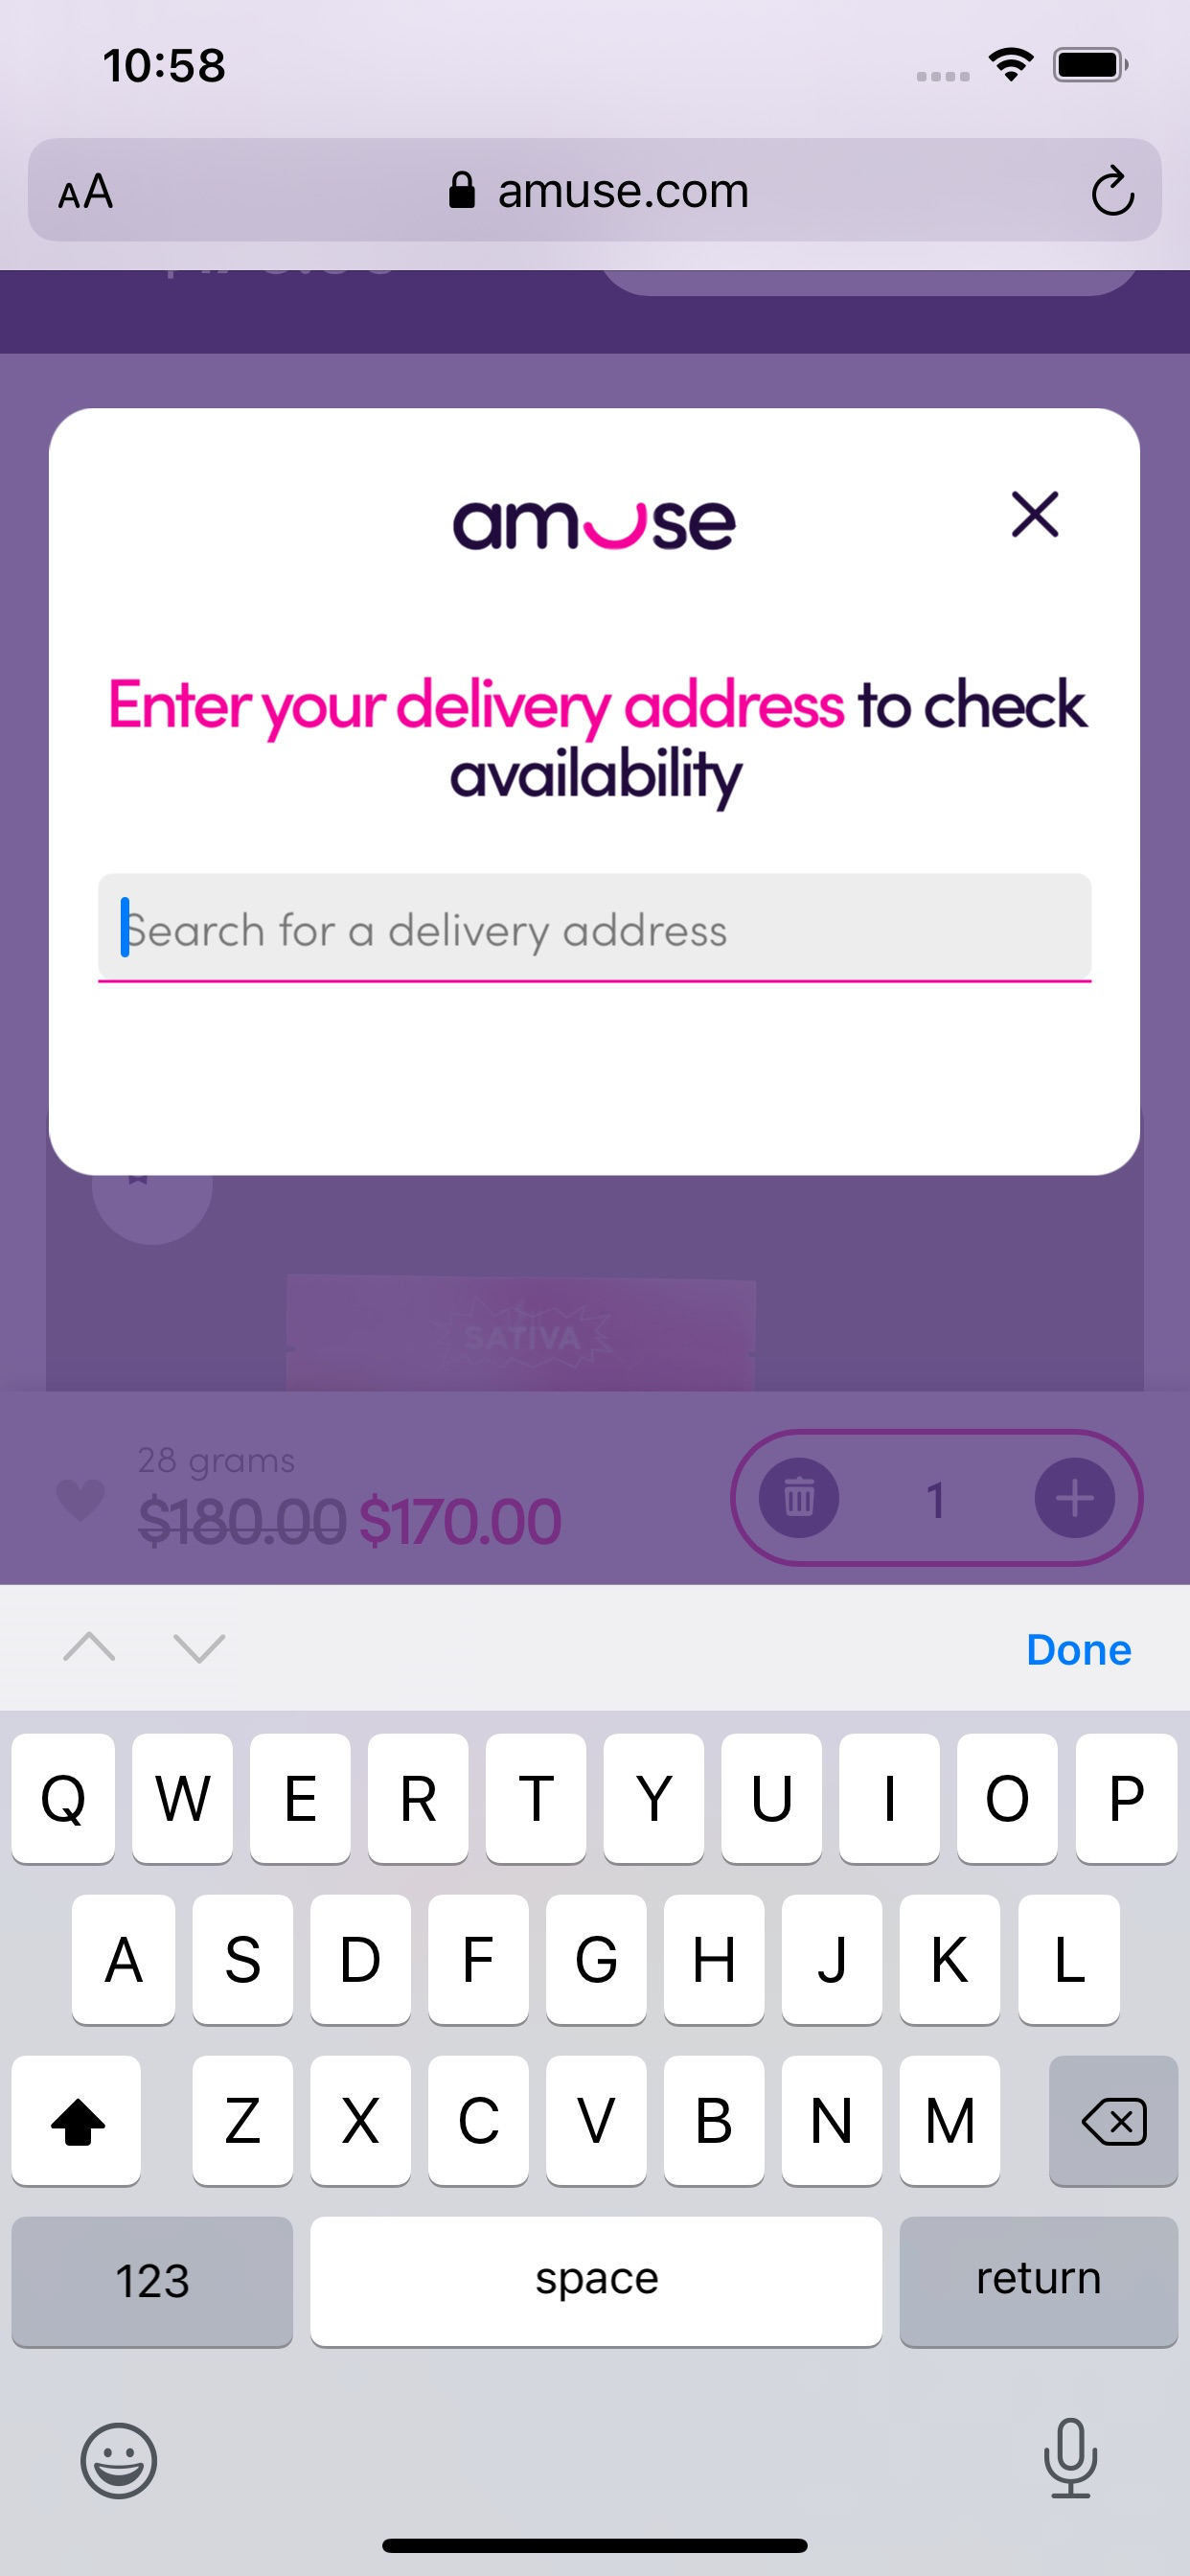 10:58
AA
amuse.com
amuse
Enter your delivery address to check
availability
Search for a delivery address
SATIVA
28 grams
$180.00 $170.00
1
Done
Q W E R T Y U I O P
A S D F G H J K L
Z X C V B N M
123 space return